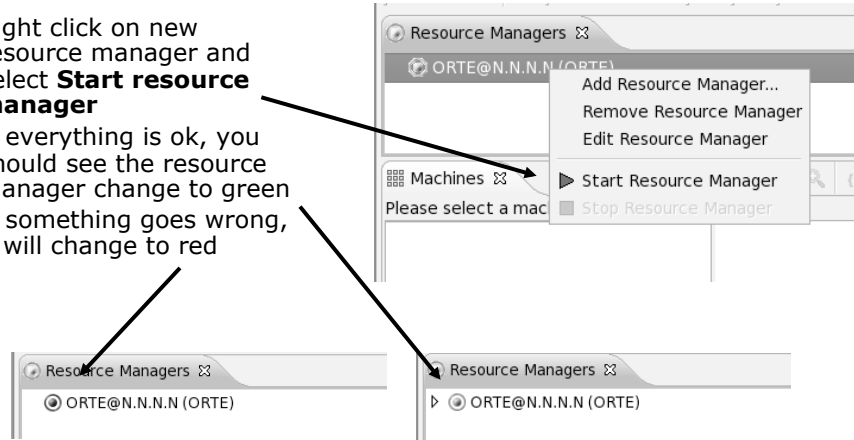 ght click on new
esource manager and
elect Start resource
anager
everything is ok, you
hould see the resource
anager change to green
something goes wrong,
will change to red
Resource Managers
ORTE@N.N.N.N (ORTE)
Add Resource Manager...
Remove Resource Manager
Edit Resource Manager
Machines
Start Resource Manager
Please select a mac
Stop Resource Manager
Resource Managers
ORTE@N.N.N.N (ORTE)
Resource Managers
ORTE@N.N.N.N (ORTE)